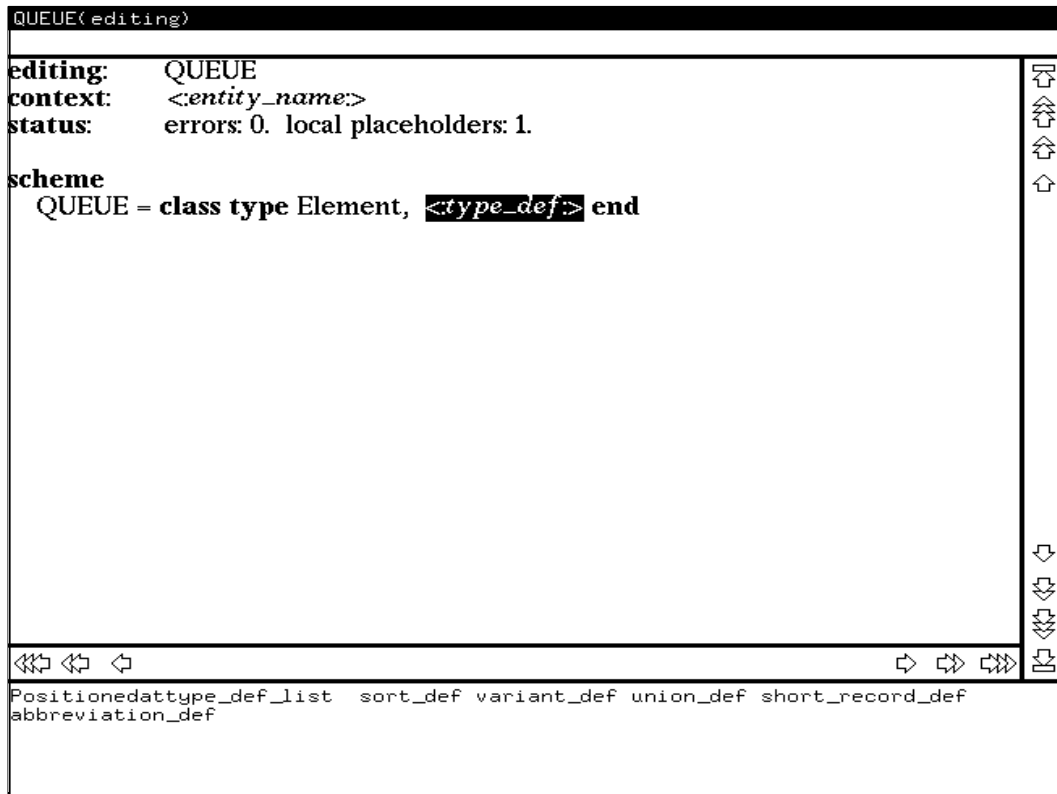 QUEUE(editing)
editing: QUEUE
context: <:entity_name:>
status: errors: 0. local placeholders: 1.
scheme
QUEUE = class type Element, <:type_def:> end
Positionedattype_def_list sort_def variant_def union_def short_record_def
abbreviation_def